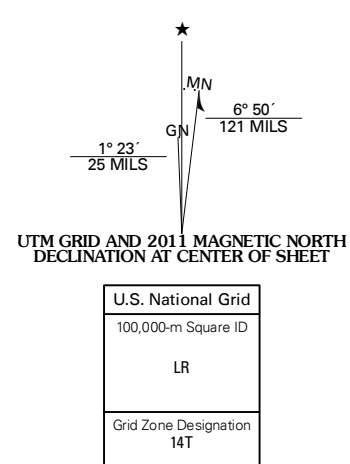 ★
MN
GN
6° 50´
121 MILS
1° 23´
25 MILS
UTM GRID AND 2011 MAGNETIC NORTH
DECLINATION AT CENTER OF SHEET
U.S. National Grid
100,000-m Square ID
LR
Grid Zone Designation
14T